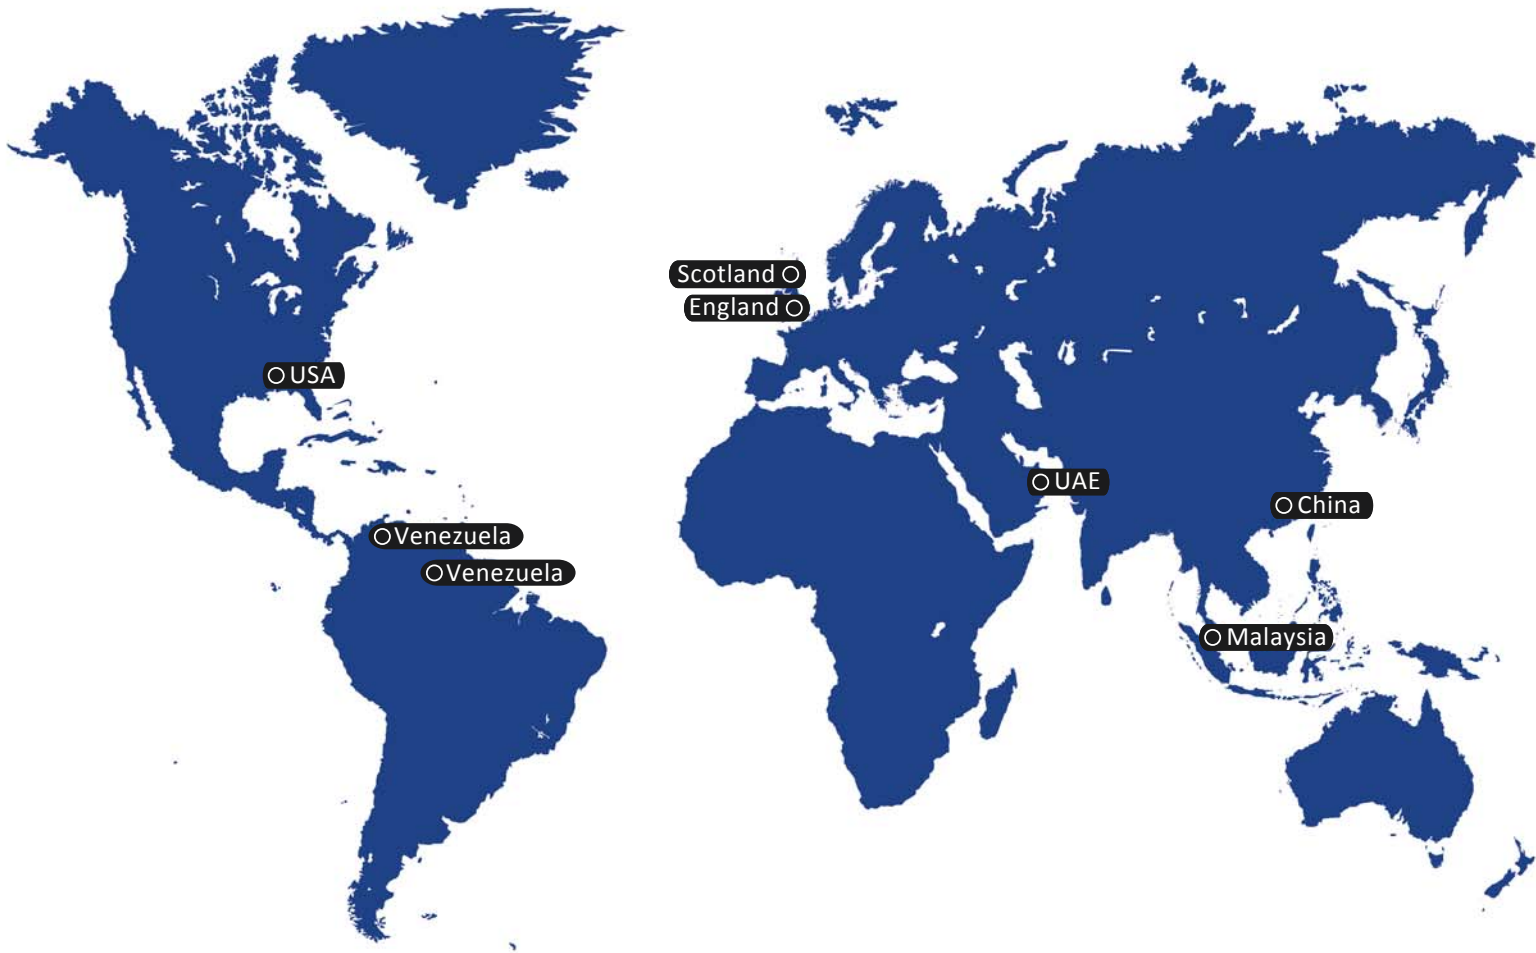 Scotland
England
USA
UAE
China
Venezuela
Venezuela
Malaysia